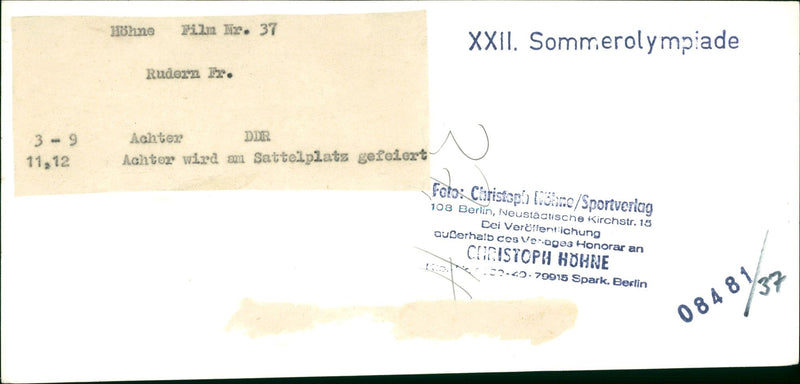 Höhne Film Nr. 37
Rudern Fr.
3 - 9 Achter DDR
11,12 Achter wird am Sattelplatz gefeiert
XXII. Sommerolympiade
Foto: Christoph Höhne/Sportverlag
108 Berlin, Neustädtische Kirchstr. 15
Bei Veröffentlichung
außerhalb des Verlages Honorar an
CHRISTOPH HÖHNE
-40-79915 Spark. Berlin
08481/37